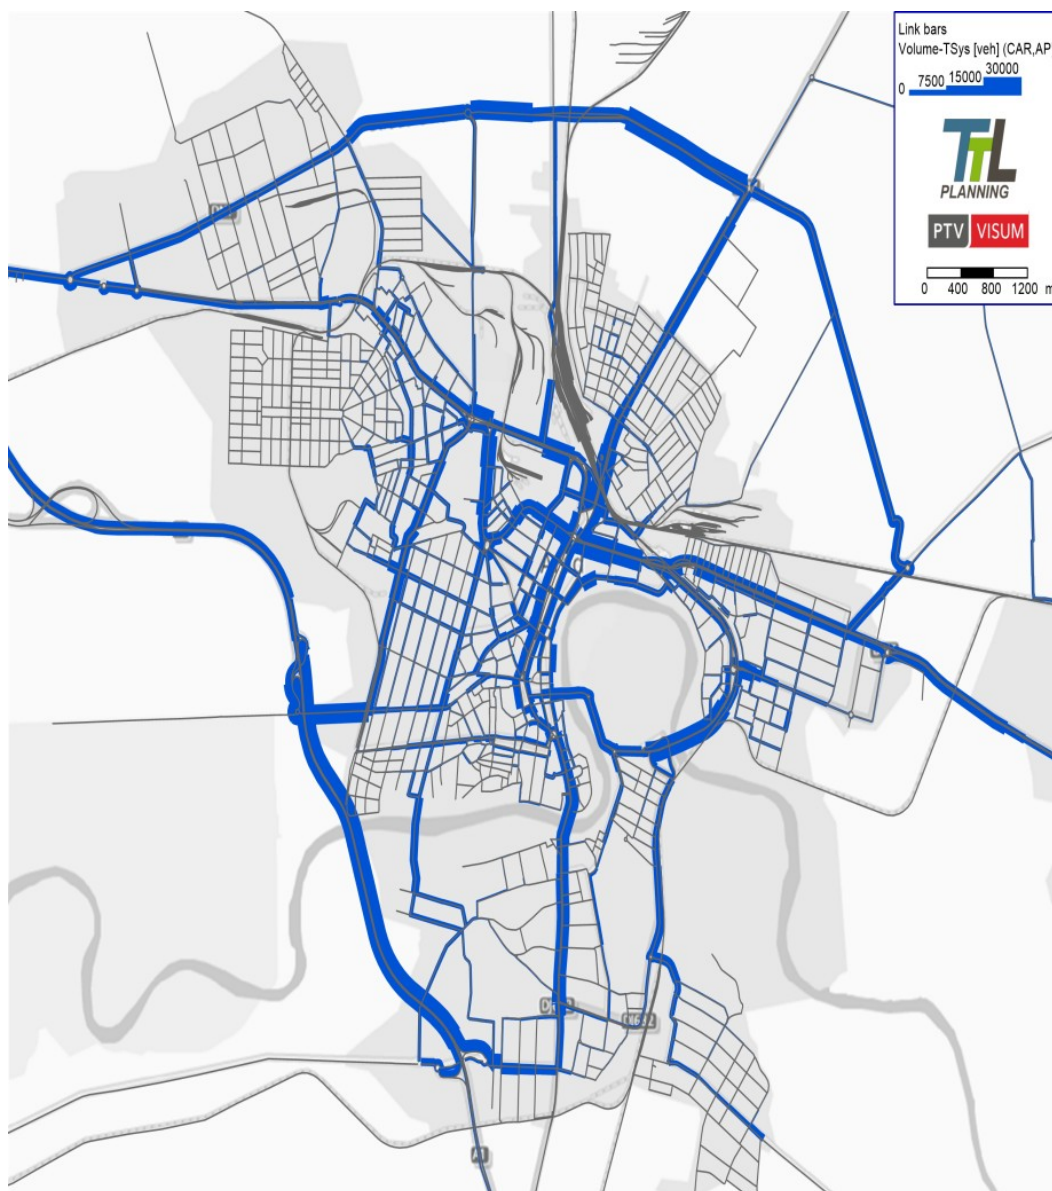 Link bars
Volume-TSys [veh] (CAR,AP
0 7500 15000 30000
TTL
PLANNING
PTV VISUM
0 400 800 1200 m
A1